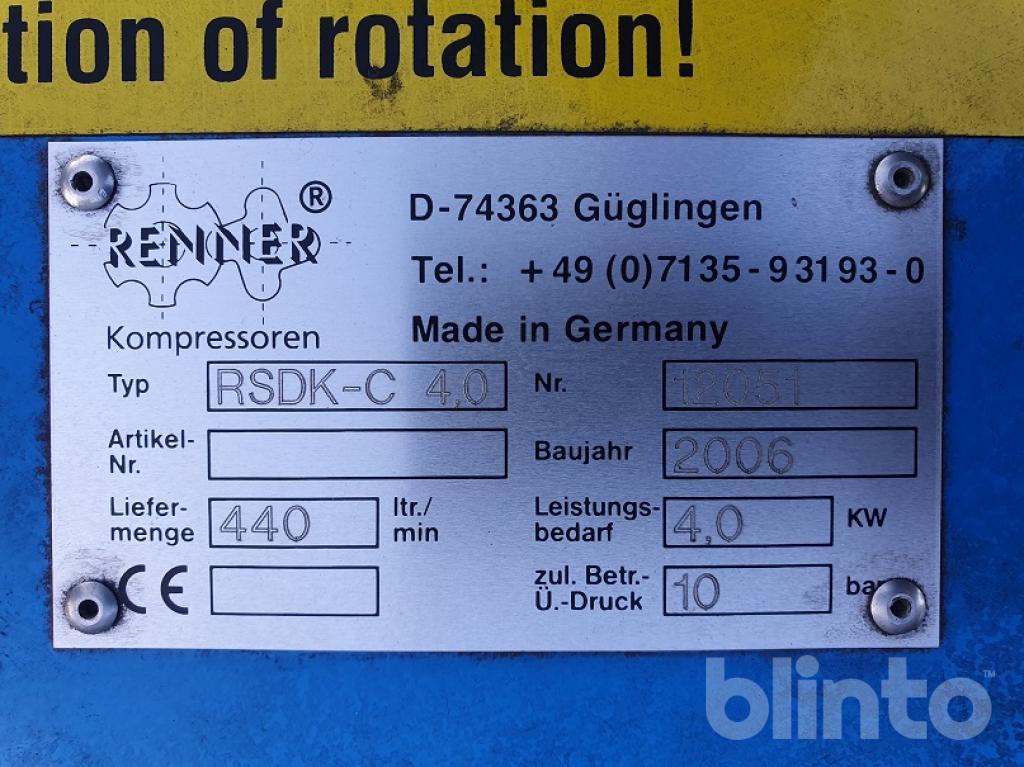 tion of rotation!
RENNER ®
Kompressoren
D-74363 Güglingen
Tel.: +49 (0)7135-93193-0
Made in Germany
Typ RSDK-C 4,0 Nr. 12051
Artikel-
Nr.
Baujahr 2006
Liefer-
menge 440 ltr./
min
Leistungs-
bedarf 4,0 KW
CE
zul. Betr.-
Ü.-Druck 10 bar
blinto™